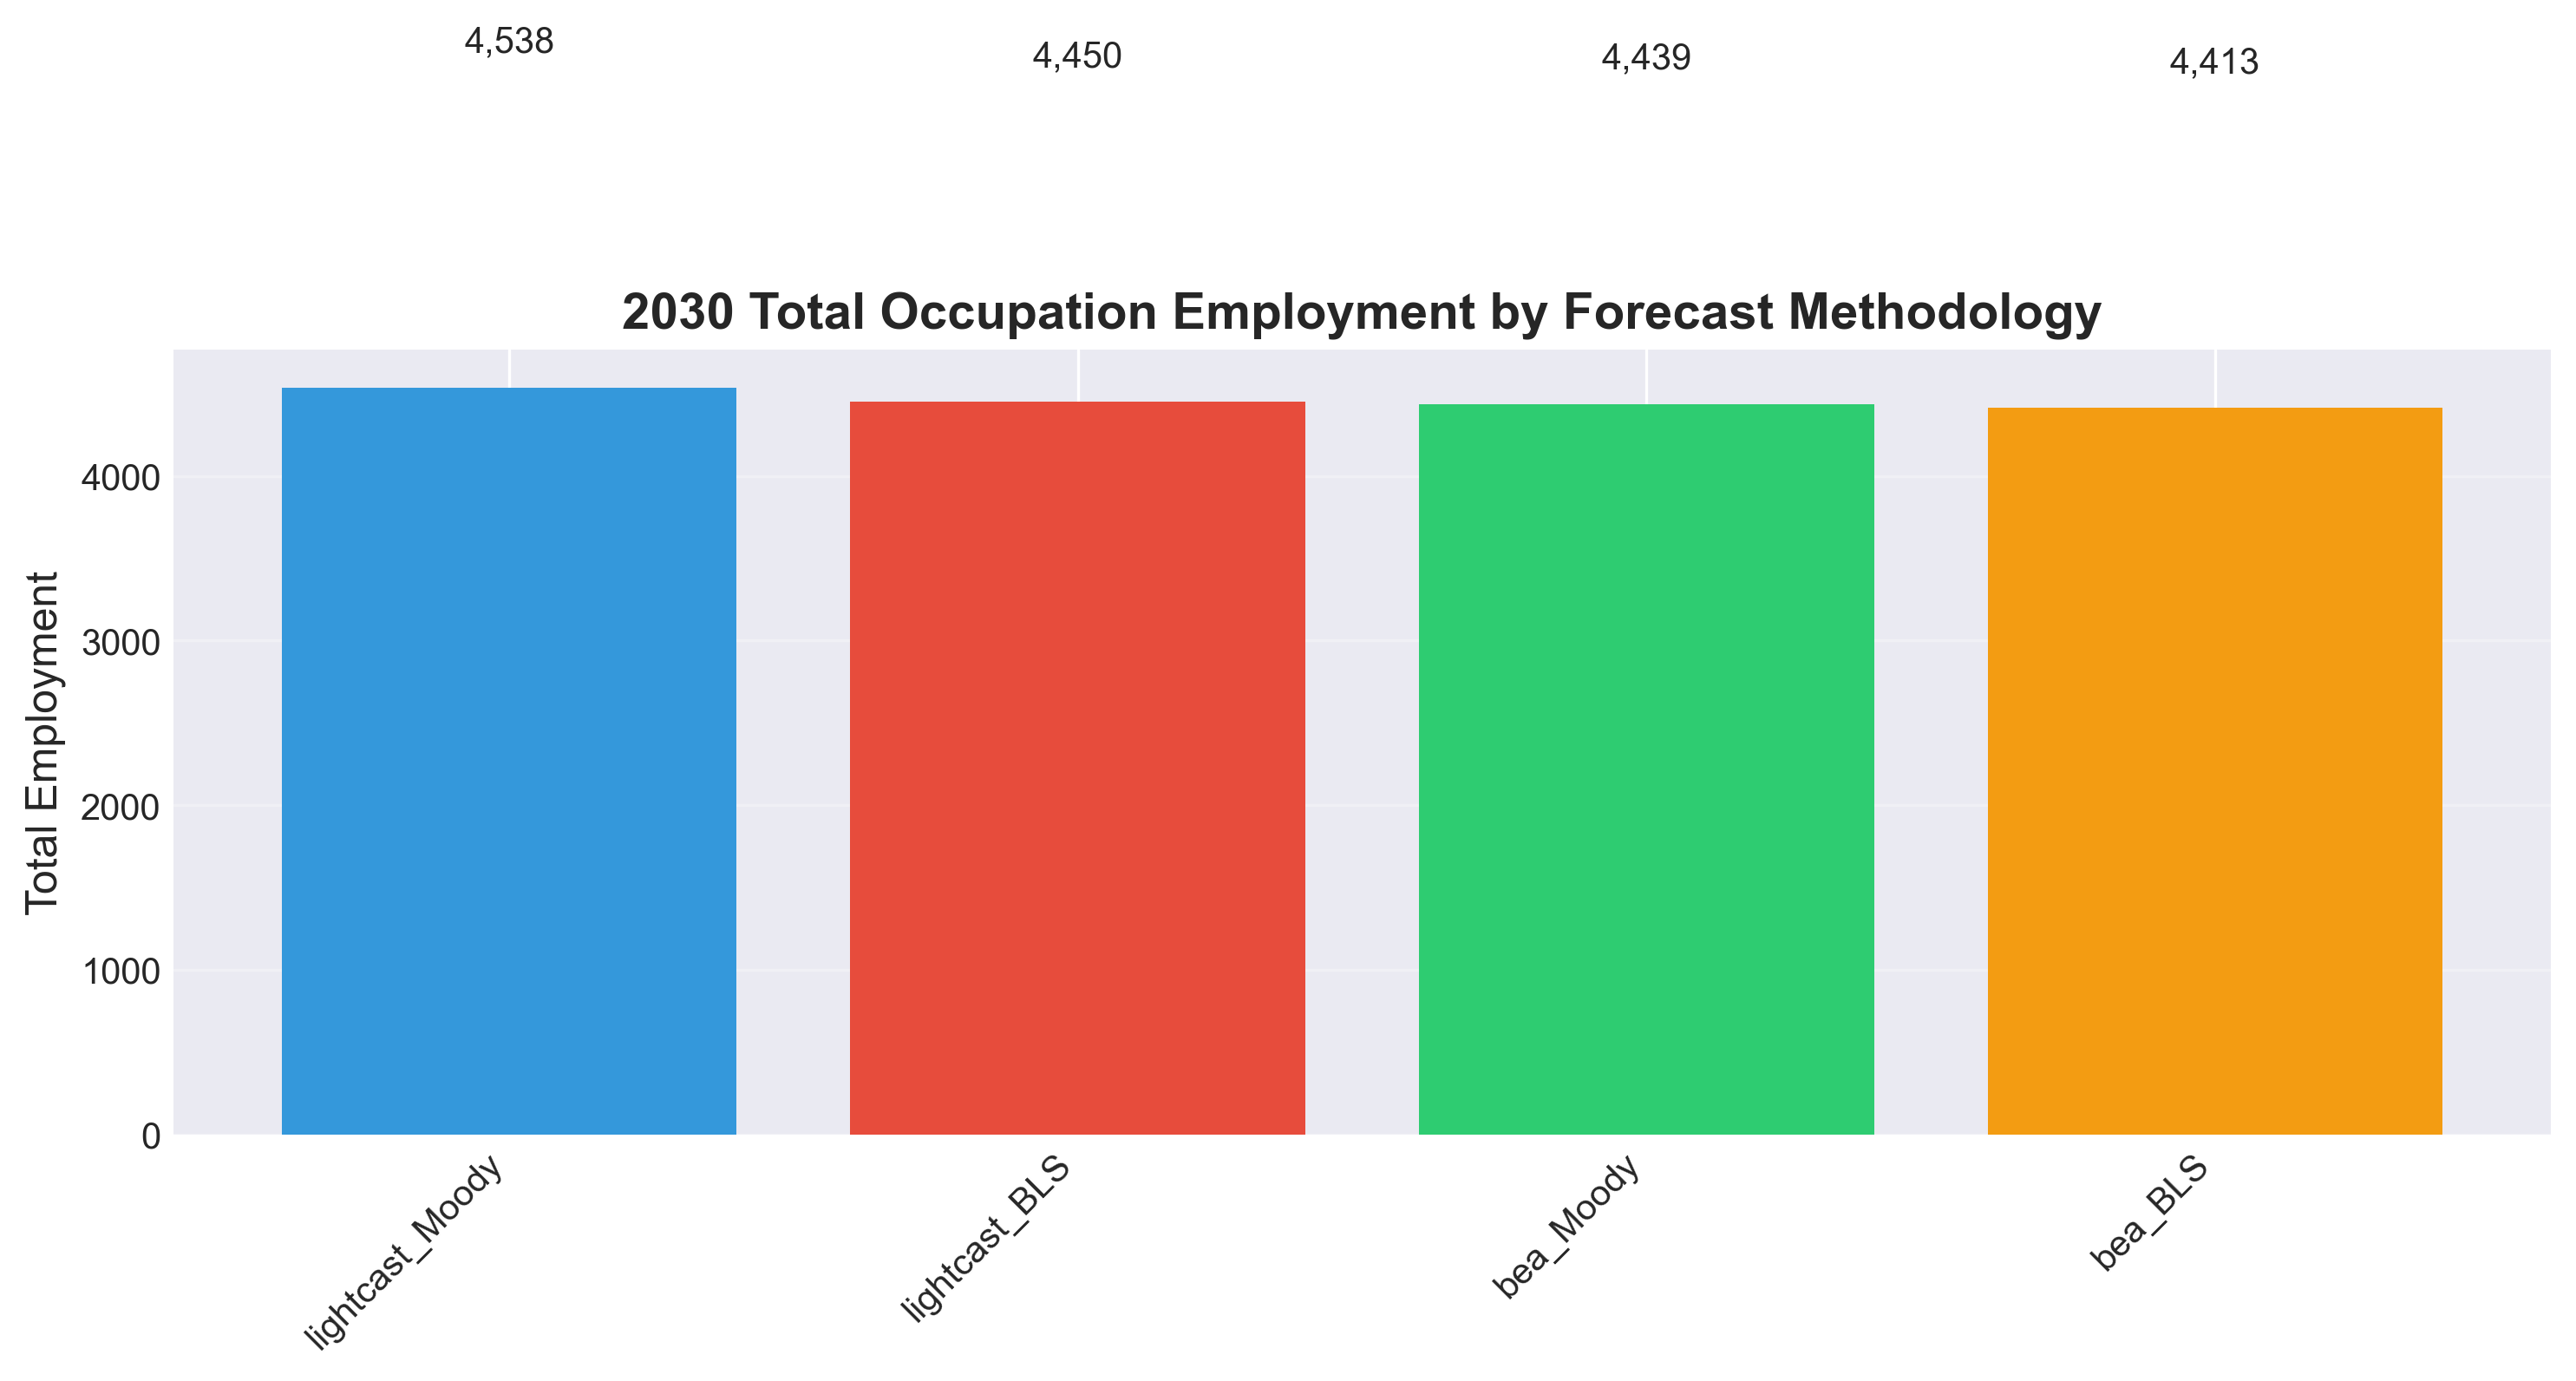 4,538
4,450
4,439
4,413
2030 Total Occupation Employment by Forecast Methodology
Total Employment
4000
3000
2000
1000
0
lightcast_Moody
lightcast_BLS
bea_Moody
bea_BLS